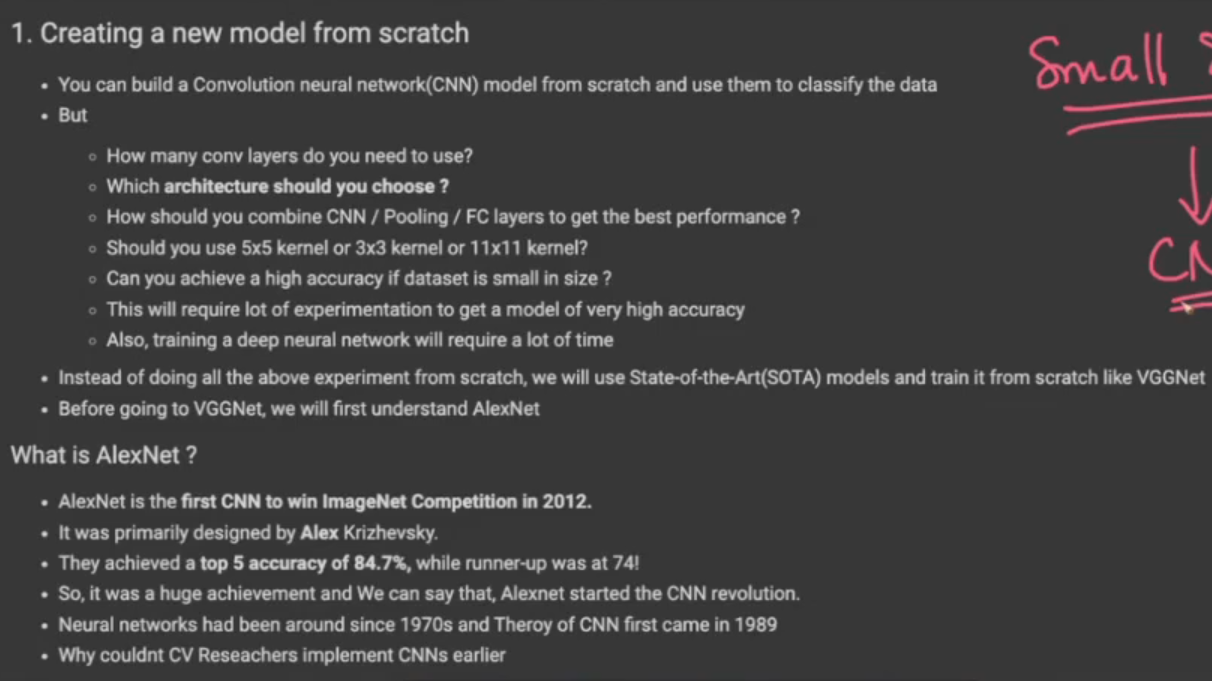 1. Creating a new model from scratch
Small
• You can build a Convolution neural network(CNN) model from scratch and use them to classify the data
• But
◦ How many conv layers do you need to use?
◦ Which architecture should you choose ?
◦ How should you combine CNN / Pooling / FC layers to get the best performance ?
◦ Should you use 5x5 kernel or 3x3 kernel or 11x11 kernel?
◦ Can you achieve a high accuracy if dataset is small in size ?
◦ This will require lot of experimentation to get a model of very high accuracy
◦ Also, training a deep neural network will require a lot of time
• Instead of doing all the above experiment from scratch, we will use State-of-the-Art(SOTA) models and train it from scratch like VGGNet
• Before going to VGGNet, we will first understand AlexNet
What is AlexNet ?
• AlexNet is the first CNN to win ImageNet Competition in 2012.
• It was primarily designed by Alex Krizhevsky.
• They achieved a top 5 accuracy of 84.7%, while runner-up was at 74!
• So, it was a huge achievement and We can say that, Alexnet started the CNN revolution.
• Neural networks had been around since 1970s and Theroy of CNN first came in 1989
• Why couldnt CV Reseachers implement CNNs earlier